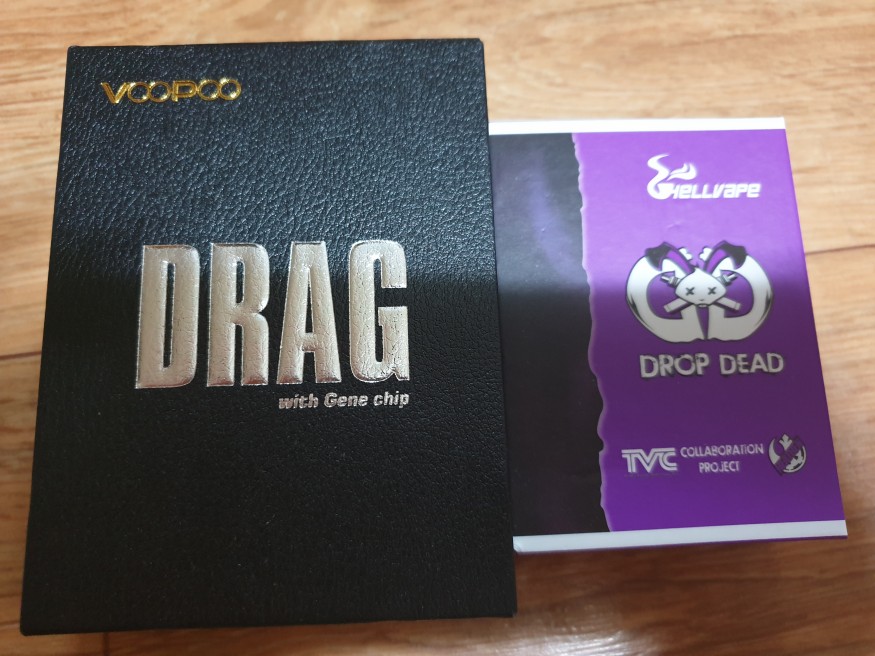 VOOPOO
DRAG
with Gene chip
HELLVAPE
DROP DEAD
TVC COLLABORATION
PROJECT